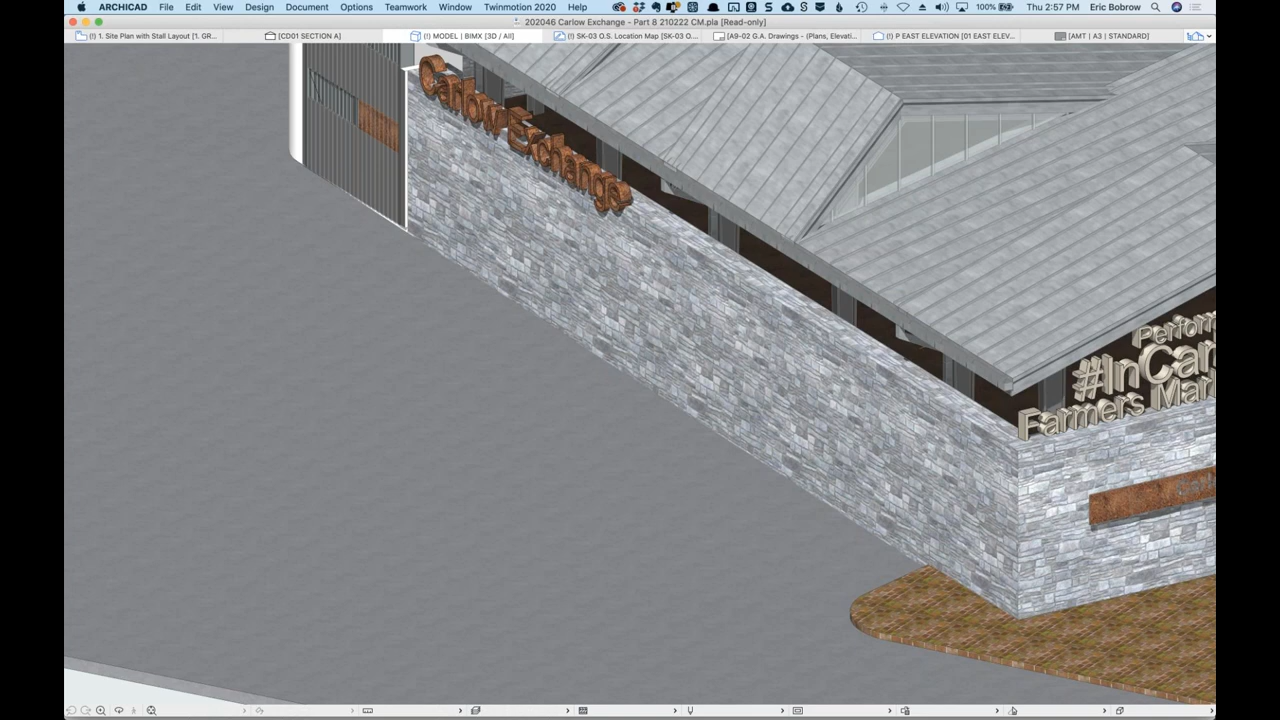 ARCHICAD File Edit View Design Document Options Teamwork Window Twinmotion 2020 Help 100% Thu 2:57 PM Eric Bobrow
202046 Carlow Exchange - Part 8 210222 CM.pla [Read-only]
(!) 1. Site Plan with Stall Layout [1. GR... [CD01 SECTION A] (!) MODEL | BIMX [3D / All] (!) SK-03 O.S. Location Map [SK-03 O.... [A9-02 G.A. Drawings - (Plans, Elevati... (!) P EAST ELEVATION [01 EAST ELEV... [AMT | A3 | STANDARD]
Carlow Exchange
Perform
#InCar
Farmers Mar